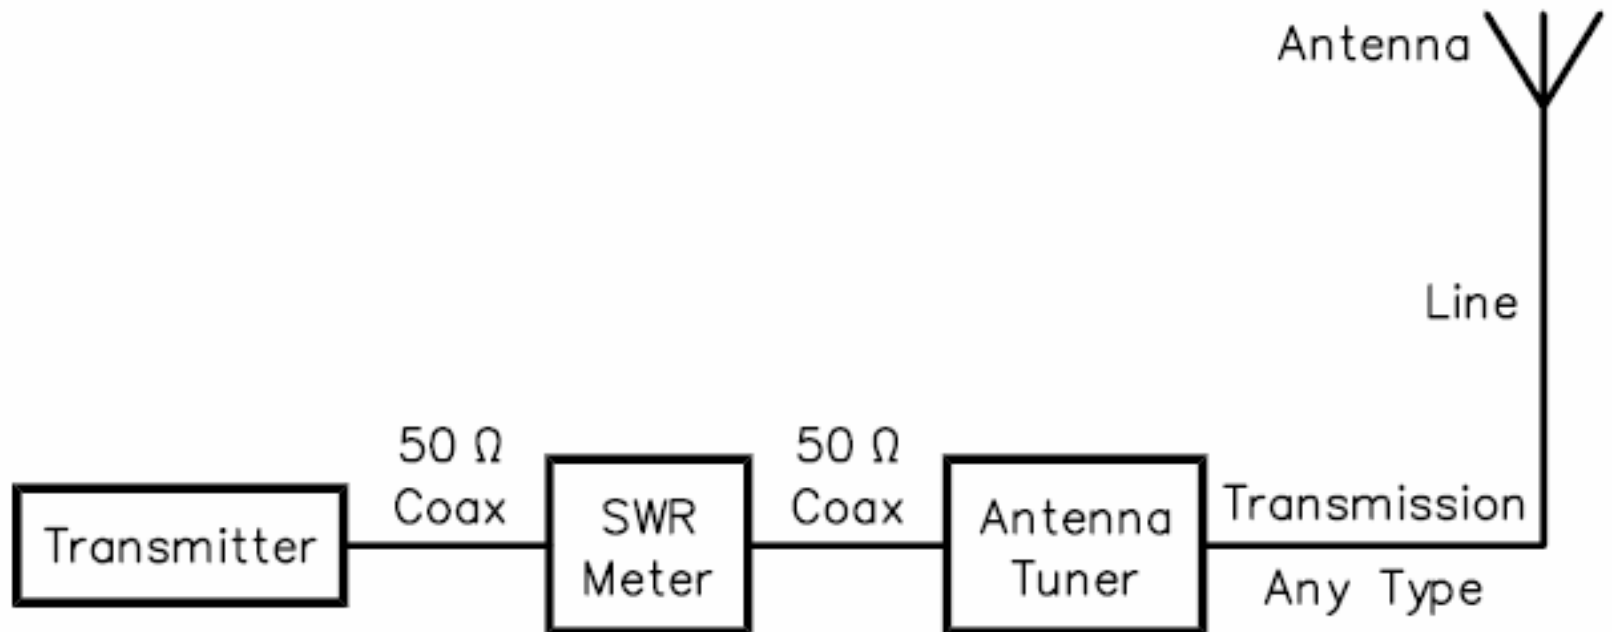 Antenna
Line
50 Ω
Coax
50 Ω
Coax
Transmitter
SWR
Meter
Antenna
Tuner
Transmission
Any Type